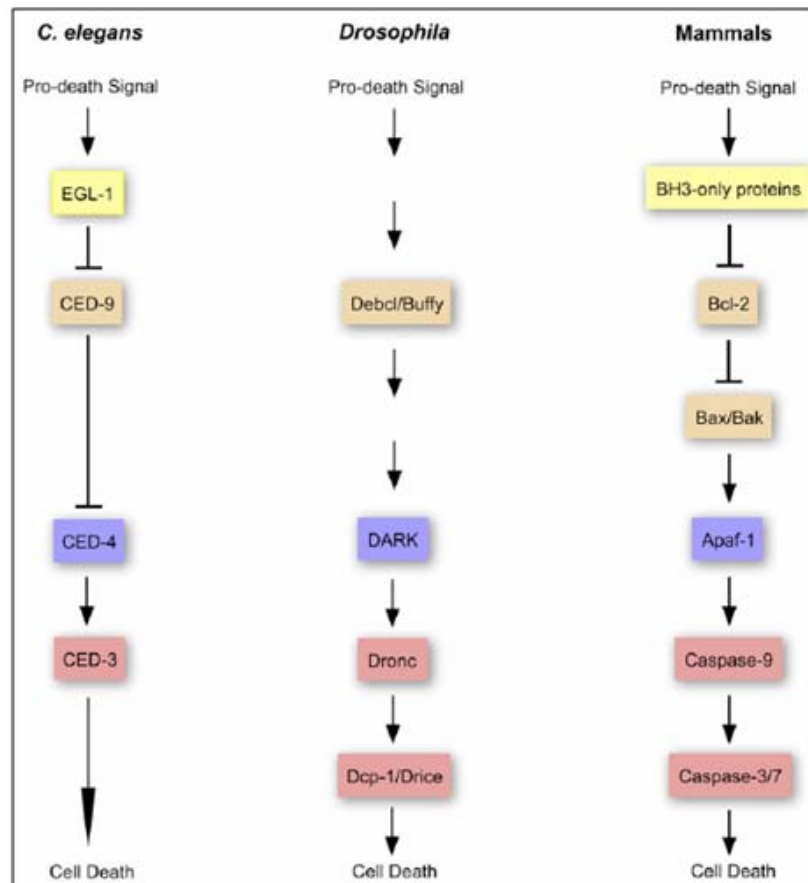 C. elegans
Pro-death Signal
EGL-1
CED-9
CED-4
CED-3
Cell Death
Drosophila
Pro-death Signal
Debcl/Buffy
DARK
Dronc
Dcp-1/Drice
Cell Death
Mammals
Pro-death Signal
BH3-only proteins
Bcl-2
Bax/Bak
Apaf-1
Caspase-9
Caspase-3/7
Cell Death